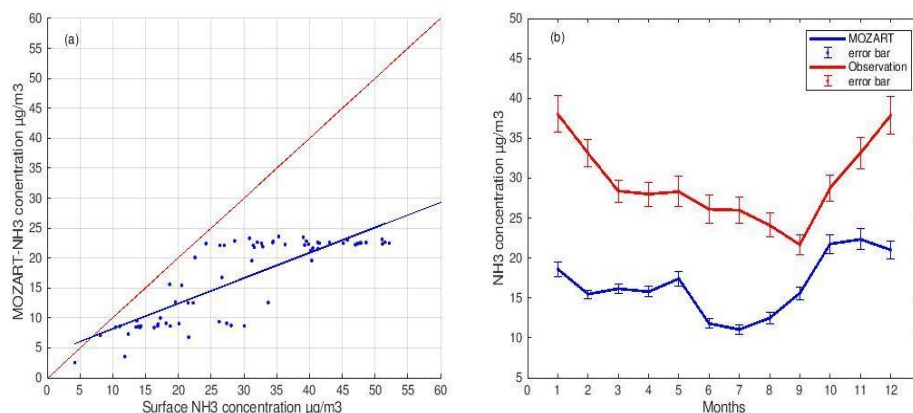 (a)
60
55
50
45
40
35
30
25
20
15
10
5
0
MOZART-NH3 conentration µg/m3
0 5 10 15 20 25 30 35 40 45 50 55 60
Surface NH3 concentration µg/m3
(b)
MOZART
error bar
Observation
error bar
50
45
40
35
30
25
20
15
10
5
NH3 concentration µg/m3
1 2 3 4 5 6 7 8 9 10 11 12
Months